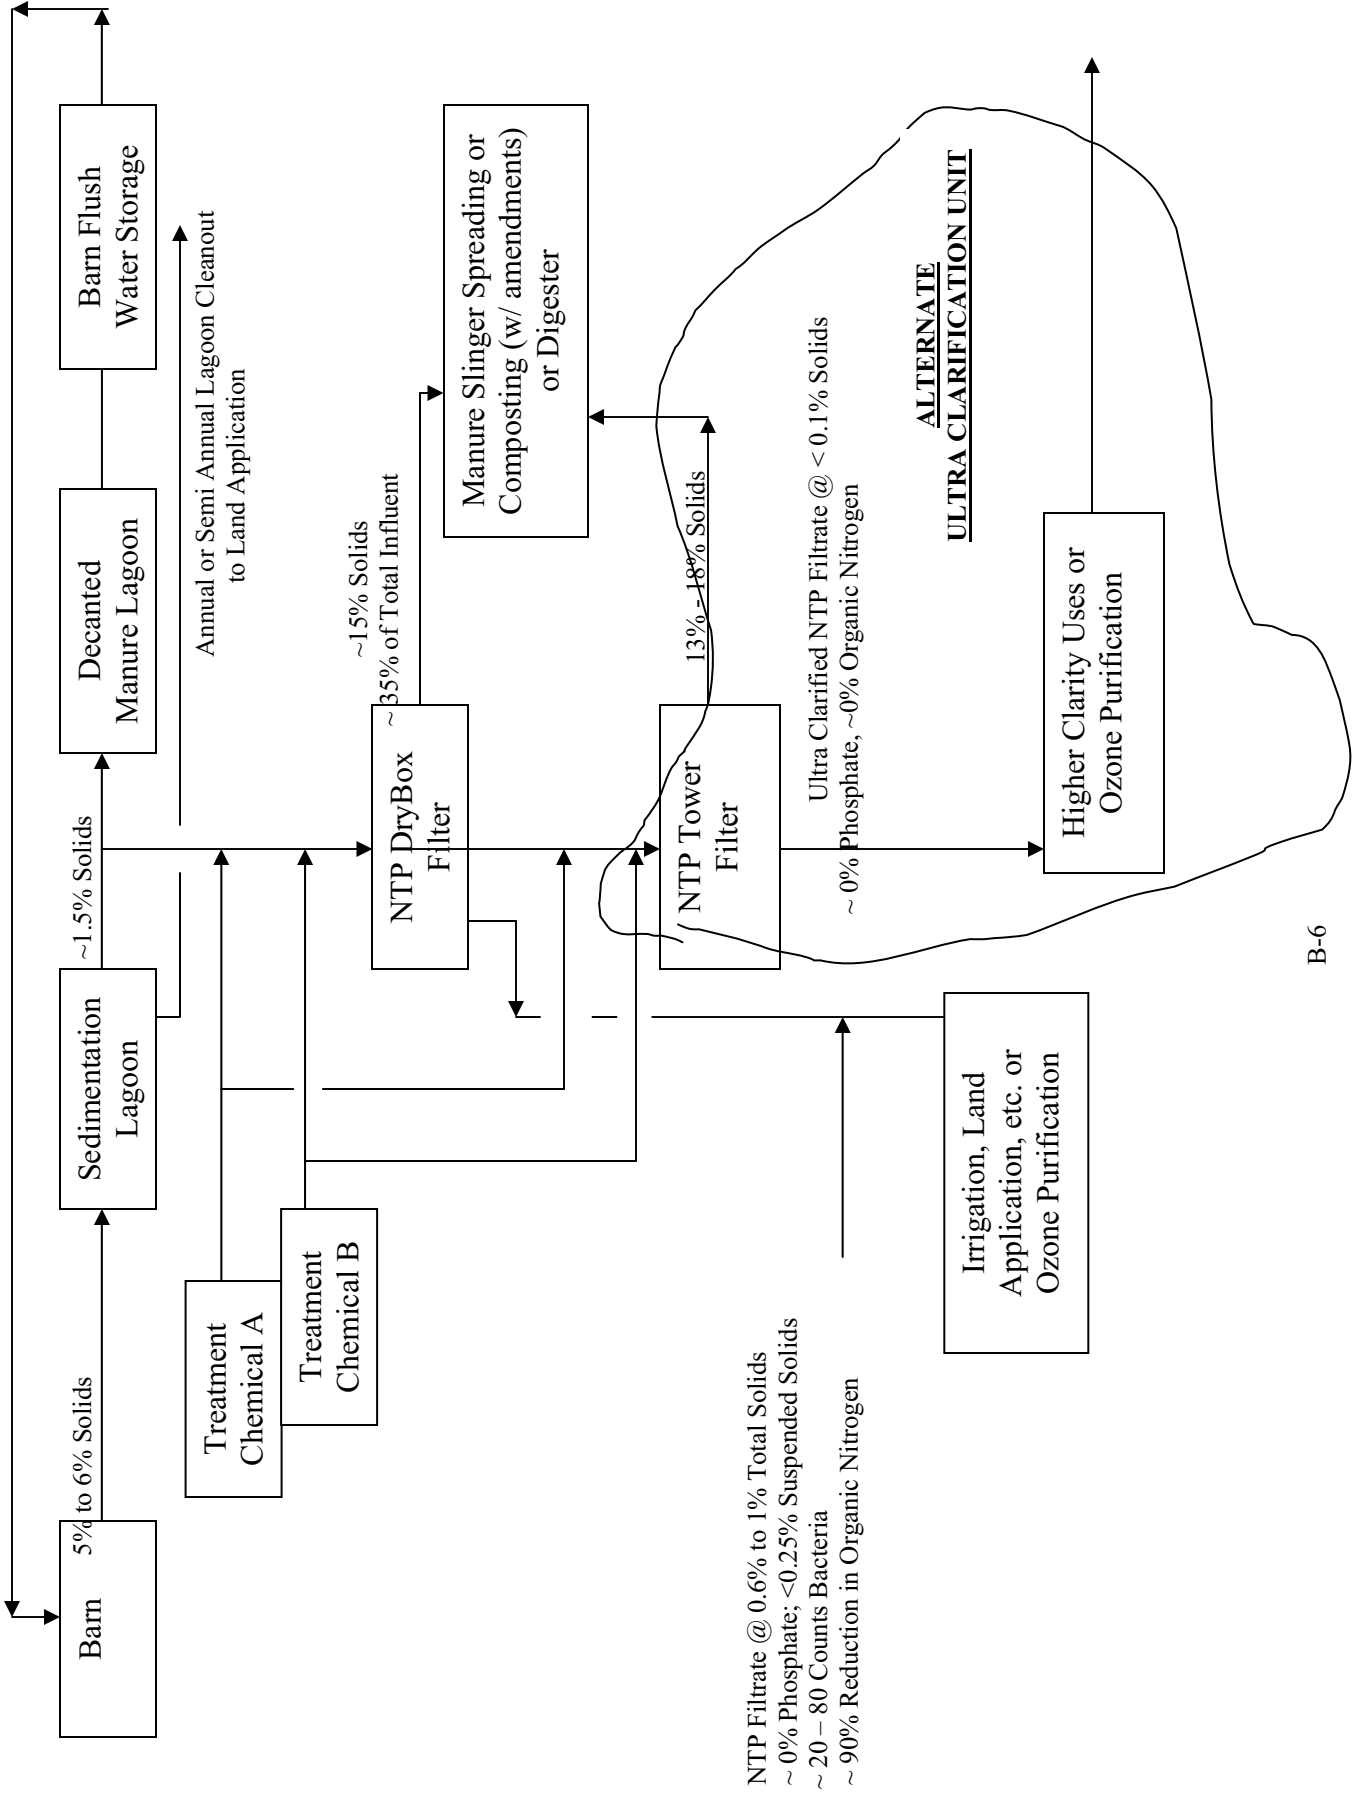 Barn
5% to 6% Solids
Sedimentation
Lagoon
~1.5% Solids
Decanted
Manure Lagoon
Barn Flush
Water Storage
Annual or Semi Annual Lagoon Cleanout
to Land Application
Treatment
Chemical A
Treatment
Chemical B
NTP DryBox
Filter
~15% Solids
~ 35% of Total Influent
Manure Slinger Spreading or
Composting (w/ amendments)
or Digester
NTP Tower
Filter
13% - 18% Solids
NTP Filtrate @ 0.6% to 1% Total Solids
~ 0% Phosphate; <0.25% Suspended Solids
~ 20 – 80 Counts Bacteria
~ 90% Reduction in Organic Nitrogen
Ultra Clarified NTP Filtrate @ < 0.1% Solids
~ 0% Phosphate, ~0% Organic Nitrogen
ALTERNATE
ULTRA CLARIFICATION UNIT
Irrigation, Land
Application, etc. or
Ozone Purification
Higher Clarity Uses or
Ozone Purification
B-6